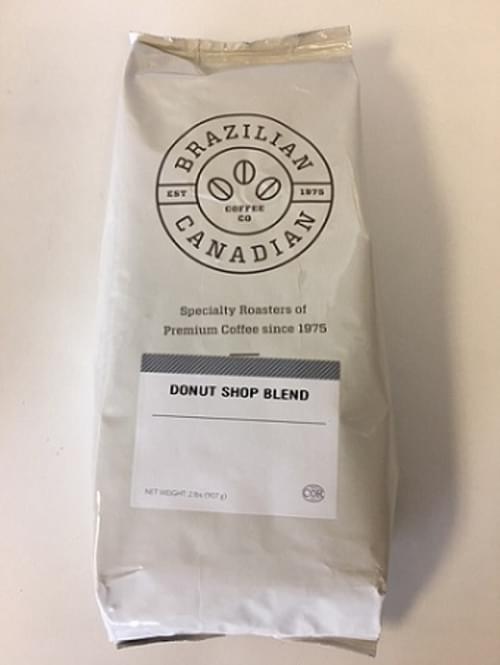 BRAZILIAN
EST 1975
COFFEE
CO
CANADIAN
Specialty Roasters of
Premium Coffee since 1975
DONUT SHOP BLEND
NET WEIGHT: 2 lbs (907 g)
COR